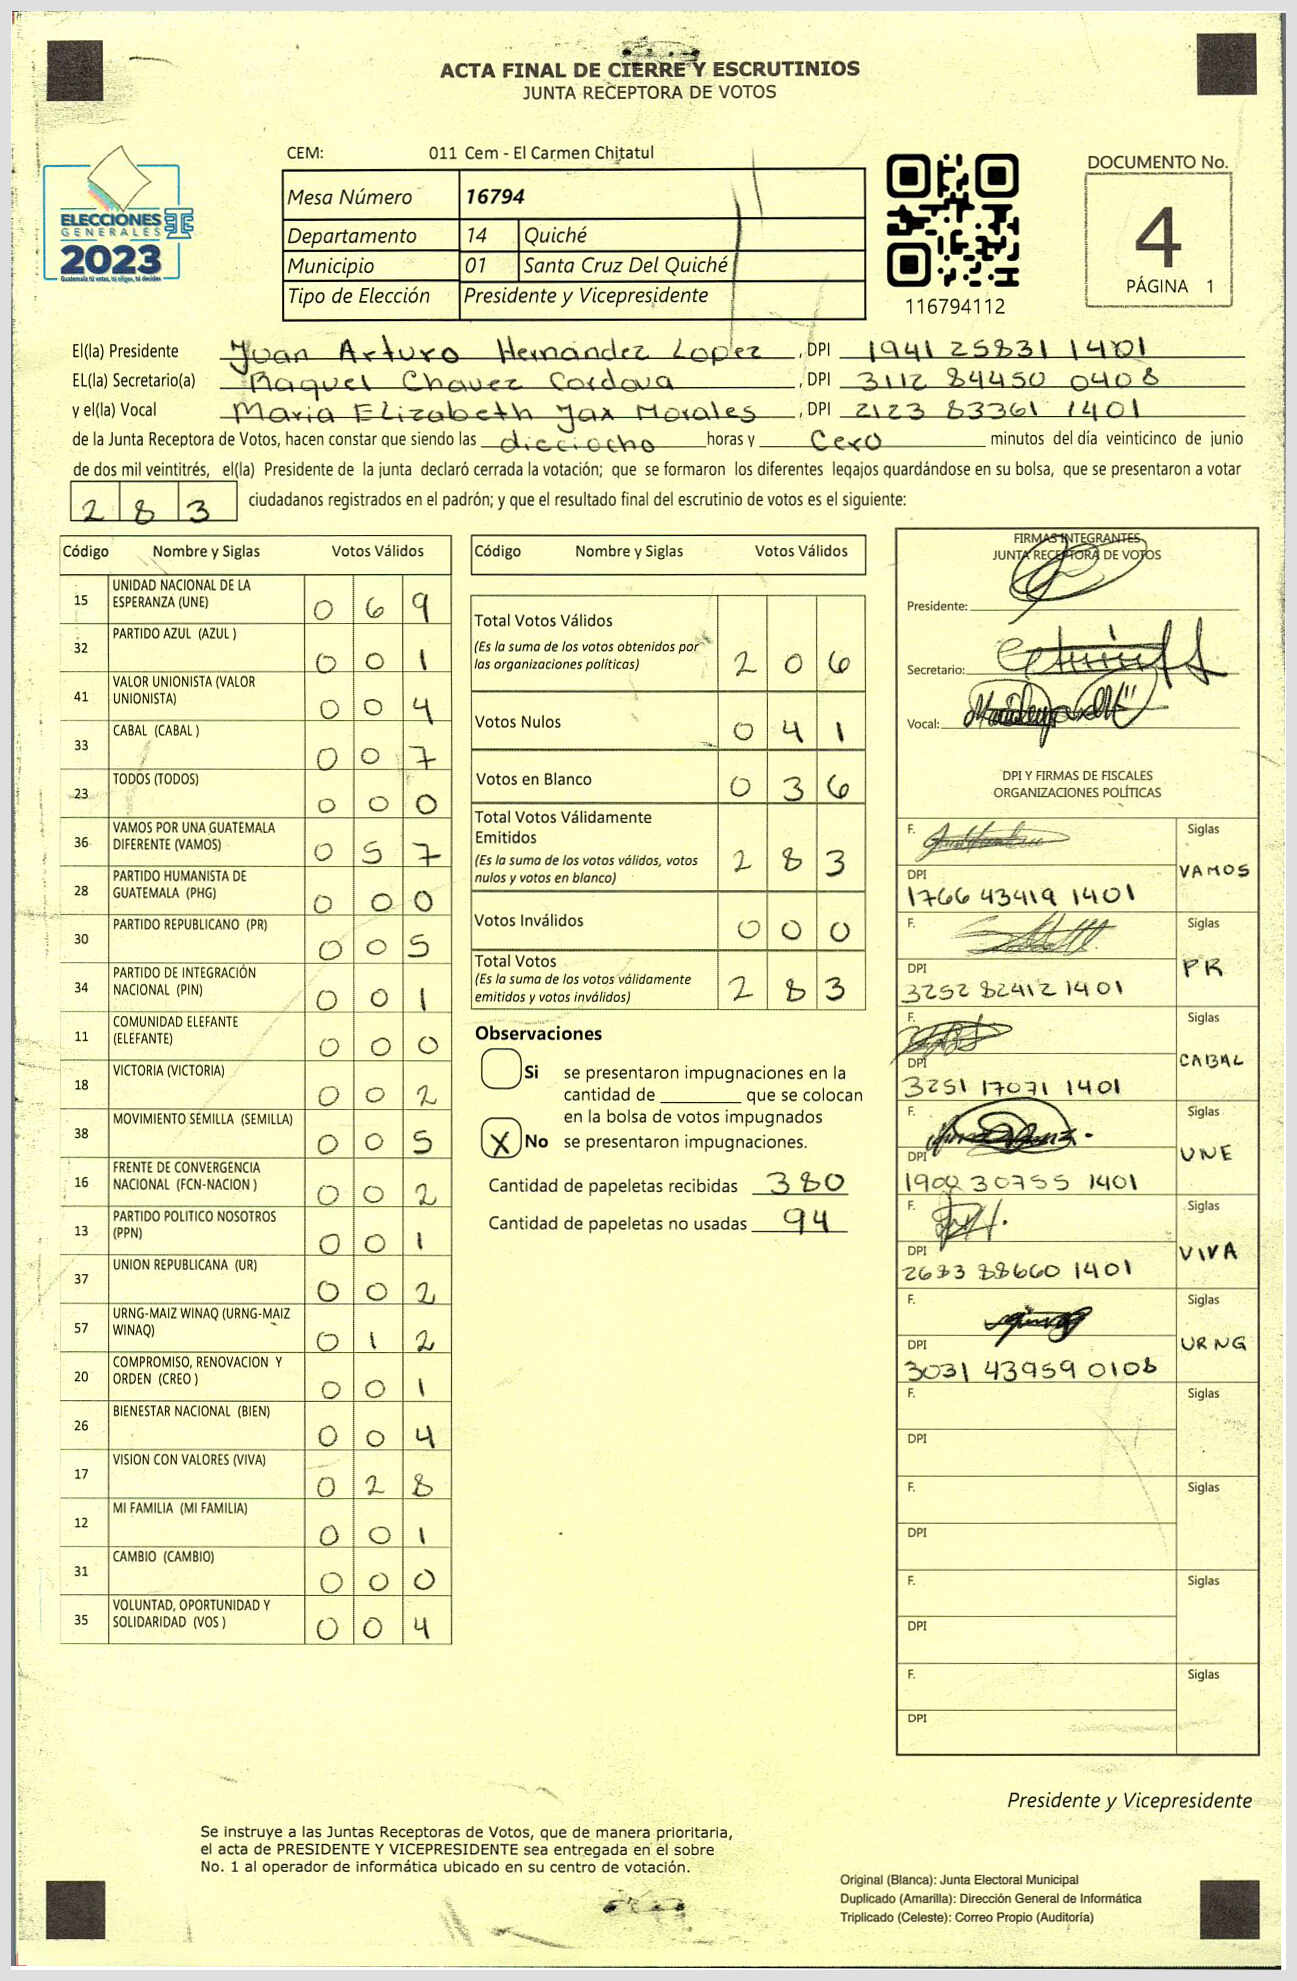 ACTA FINAL DE CIERRE Y ESCRUTINIOS
JUNTA RECEPTORA DE VOTOS
ELECCIONES
GENERALES
2023
Guatemala tú votas, tú eliges, tú decides
CEM: 011 Cem - El Carmen Chitatul
Mesa Número 16794
Departamento 14 Quiché
Municipio 01 Santa Cruz Del Quiché
Tipo de Elección Presidente y Vicepresidente
116794112
DOCUMENTO No.
4
PÁGINA 1
El(la) Presidente Juan Arturo Hernández Lopez, DPI 1941 25831 1401
EL(la) Secretario(a) Raquel Chavez Cordova, DPI 3112 84450 0408
y el(la) Vocal Maria Elizabeth Jax Morales, DPI 2123 83361 1401
de la Junta Receptora de Votos, hacen constar que siendo las dieciocho horas y Cero minutos del día veinticinco de junio
de dos mil veintitrés, el(la) Presidente de la junta declaró cerrada la votación; que se formaron los diferentes legajos guardándose en su bolsa, que se presentaron a votar
283 ciudadanos registrados en el padrón; y que el resultado final del escrutinio de votos es el siguiente:
Código Nombre y Siglas Votos Válidos
15 UNIDAD NACIONAL DE LA ESPERANZA (UNE) 0 6 9
32 PARTIDO AZUL (AZUL ) 0 0 1
41 VALOR UNIONISTA (VALOR UNIONISTA) 0 0 4
33 CABAL (CABAL ) 0 0 7
23 TODOS (TODOS) 0 0 0
36 VAMOS POR UNA GUATEMALA DIFERENTE (VAMOS) 0 5 7
28 PARTIDO HUMANISTA DE GUATEMALA (PHG) 0 0 0
30 PARTIDO REPUBLICANO (PR) 0 0 5
34 PARTIDO DE INTEGRACIÓN NACIONAL (PIN) 0 0 1
11 COMUNIDAD ELEFANTE (ELEFANTE) 0 0 0
18 VICTORIA (VICTORIA) 0 0 2
38 MOVIMIENTO SEMILLA (SEMILLA) 0 0 5
16 FRENTE DE CONVERGENCIA NACIONAL (FCN-NACION ) 0 0 2
13 PARTIDO POLITICO NOSOTROS (PPN) 0 0 1
37 UNION REPUBLICANA (UR) 0 0 2
57 URNG-MAIZ WINAQ (URNG-MAIZ WINAQ) 0 1 2
20 COMPROMISO, RENOVACION Y ORDEN (CREO ) 0 0 1
26 BIENESTAR NACIONAL (BIEN) 0 0 4
17 VISION CON VALORES (VIVA) 0 2 8
12 MI FAMILIA (MI FAMILIA) 0 0 1
31 CAMBIO (CAMBIO) 0 0 0
35 VOLUNTAD, OPORTUNIDAD Y SOLIDARIDAD (VOS ) 0 0 4
Código Nombre y Siglas Votos Válidos
Total Votos Válidos 2 0 6
(Es la suma de los votos obtenidos por
las organizaciones políticas)
Votos Nulos 0 4 1
Votos en Blanco 0 3 6
Total Votos Válidamente
Emitidos 2 8 3
(Es la suma de los votos válidos, votos
nulos y votos en blanco)
Votos Inválidos 0 0 0
Total Votos 2 8 3
(Es la suma de los votos válidamente
emitidos y votos inválidos)
Observaciones
Si se presentaron impugnaciones en la
cantidad de ________ que se colocan
en la bolsa de votos impugnados
X No se presentaron impugnaciones.
Cantidad de papeletas recibidas 380
Cantidad de papeletas no usadas 94
FIRMAS INTEGRANTES
JUNTA RECEPTORA DE VOTOS
Presidente:
Secretario:
Vocal:
DPI Y FIRMAS DE FISCALES
ORGANIZACIONES POLÍTICAS
F. Siglas
DPI VAMOS
1766 43419 1401
F. Siglas
DPI PR
3252 82412 1401
F. Siglas
DPI CABAL
3251 17071 1401
F. Siglas
DPI UNE
1900 30755 1401
F. Siglas
DPI VIVA
2683 88660 1401
F. Siglas
DPI URNG
3031 43959 0108
F. Siglas
DPI
F. Siglas
DPI
F. Siglas
DPI
F. Siglas
DPI
Presidente y Vicepresidente
Se instruye a las Juntas Receptoras de Votos, que de manera prioritaria,
el acta de PRESIDENTE Y VICEPRESIDENTE sea entregada en el sobre
No. 1 al operador de informática ubicado en su centro de votación.
Original (Blanca): Junta Electoral Municipal
Duplicado (Amarilla): Dirección General de Informática
Triplicado (Celeste): Correo Propio (Auditoría)